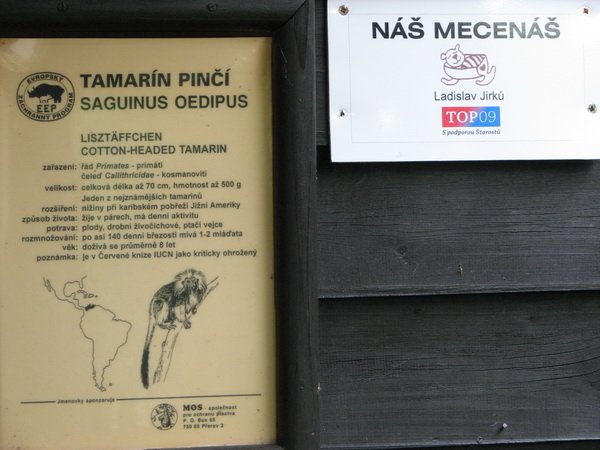 EVROPSKÝ
EEP
ZÁCHRANNÝ PROGRAM
TAMARÍN PINČÍ
SAGUINUS OEDIPUS
LISZTÄFFCHEN
COTTON-HEADED TAMARIN
zařazení: řád Primates - primáti
čeleď Callithricidae - kosmanovití
velikost: celková délka až 70 cm, hmotnost až 500 g
Jeden z nejznámějších tamarínů
rozšíření: nížiny při karibském pobřeží Jižní Ameriky
způsob života: žije v párech, má denní aktivitu
potrava: plody, drobní živočichové, ptačí vejce
rozmnožování: po asi 140 denní březosti mívá 1-2 mláďata
věk: dožívá se průměrně 8 let
poznámka: je v Červené knize IUCN jako kriticky ohrožený
Jmenovky sponzoruje
MOS - společnost
pro ochranu ptactva
P. O. Box 65
750 65 Přerov 2
NÁŠ MECENÁŠ
Ladislav Jirků
TOP09
S podporou Starostů